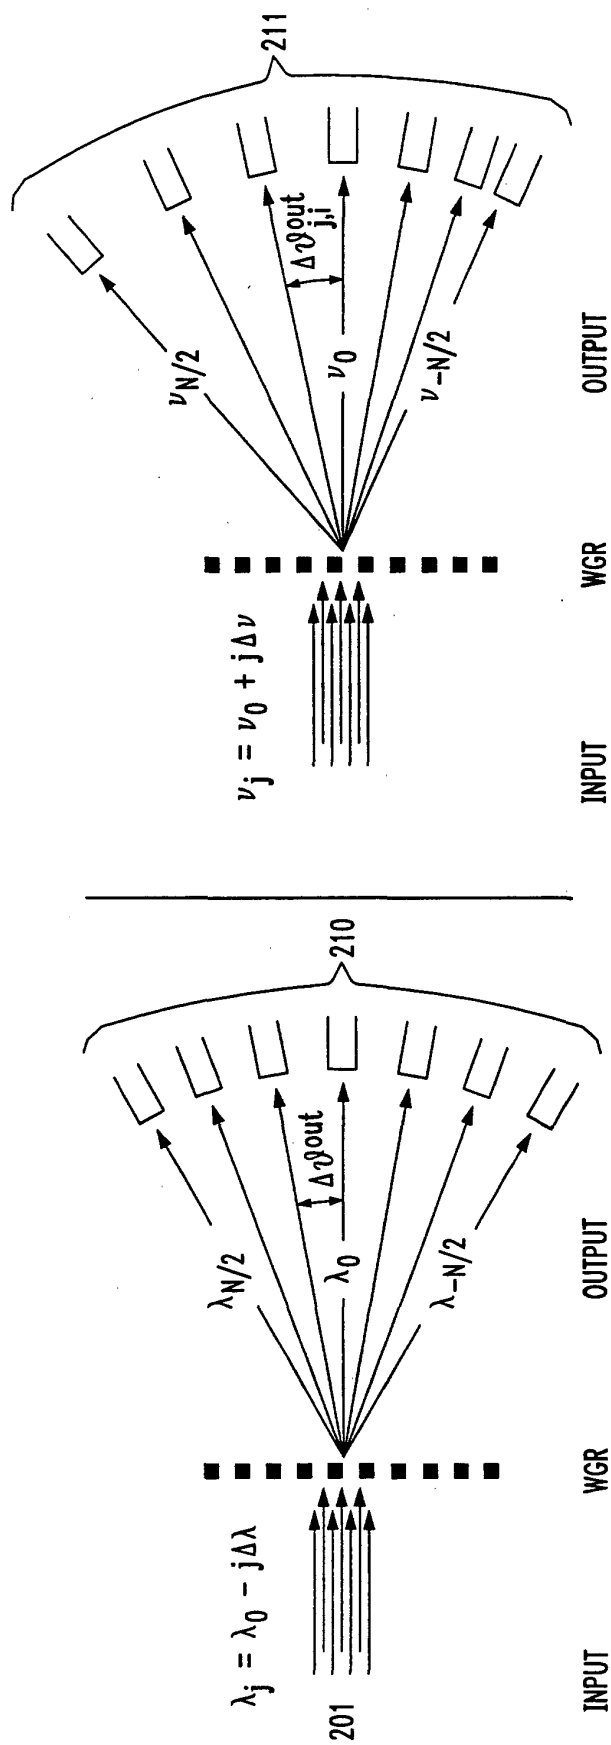 λj = λ0 − jΔλ
201
λN/2
λ0
λ−N/2
Δϑout
210
INPUT
WGR
OUTPUT
νj = ν0 + jΔν
νN/2
ν0
ν−N/2
Δϑout j,i
211
INPUT
WGR
OUTPUT